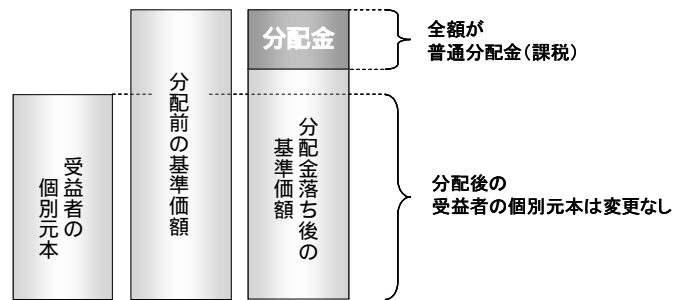 受益者の
個別元本
分配前の基準価額
分配金
分配金落ち後の
基準価額
全額が
普通分配金（課税）
分配後の
受益者の個別元本は変更なし